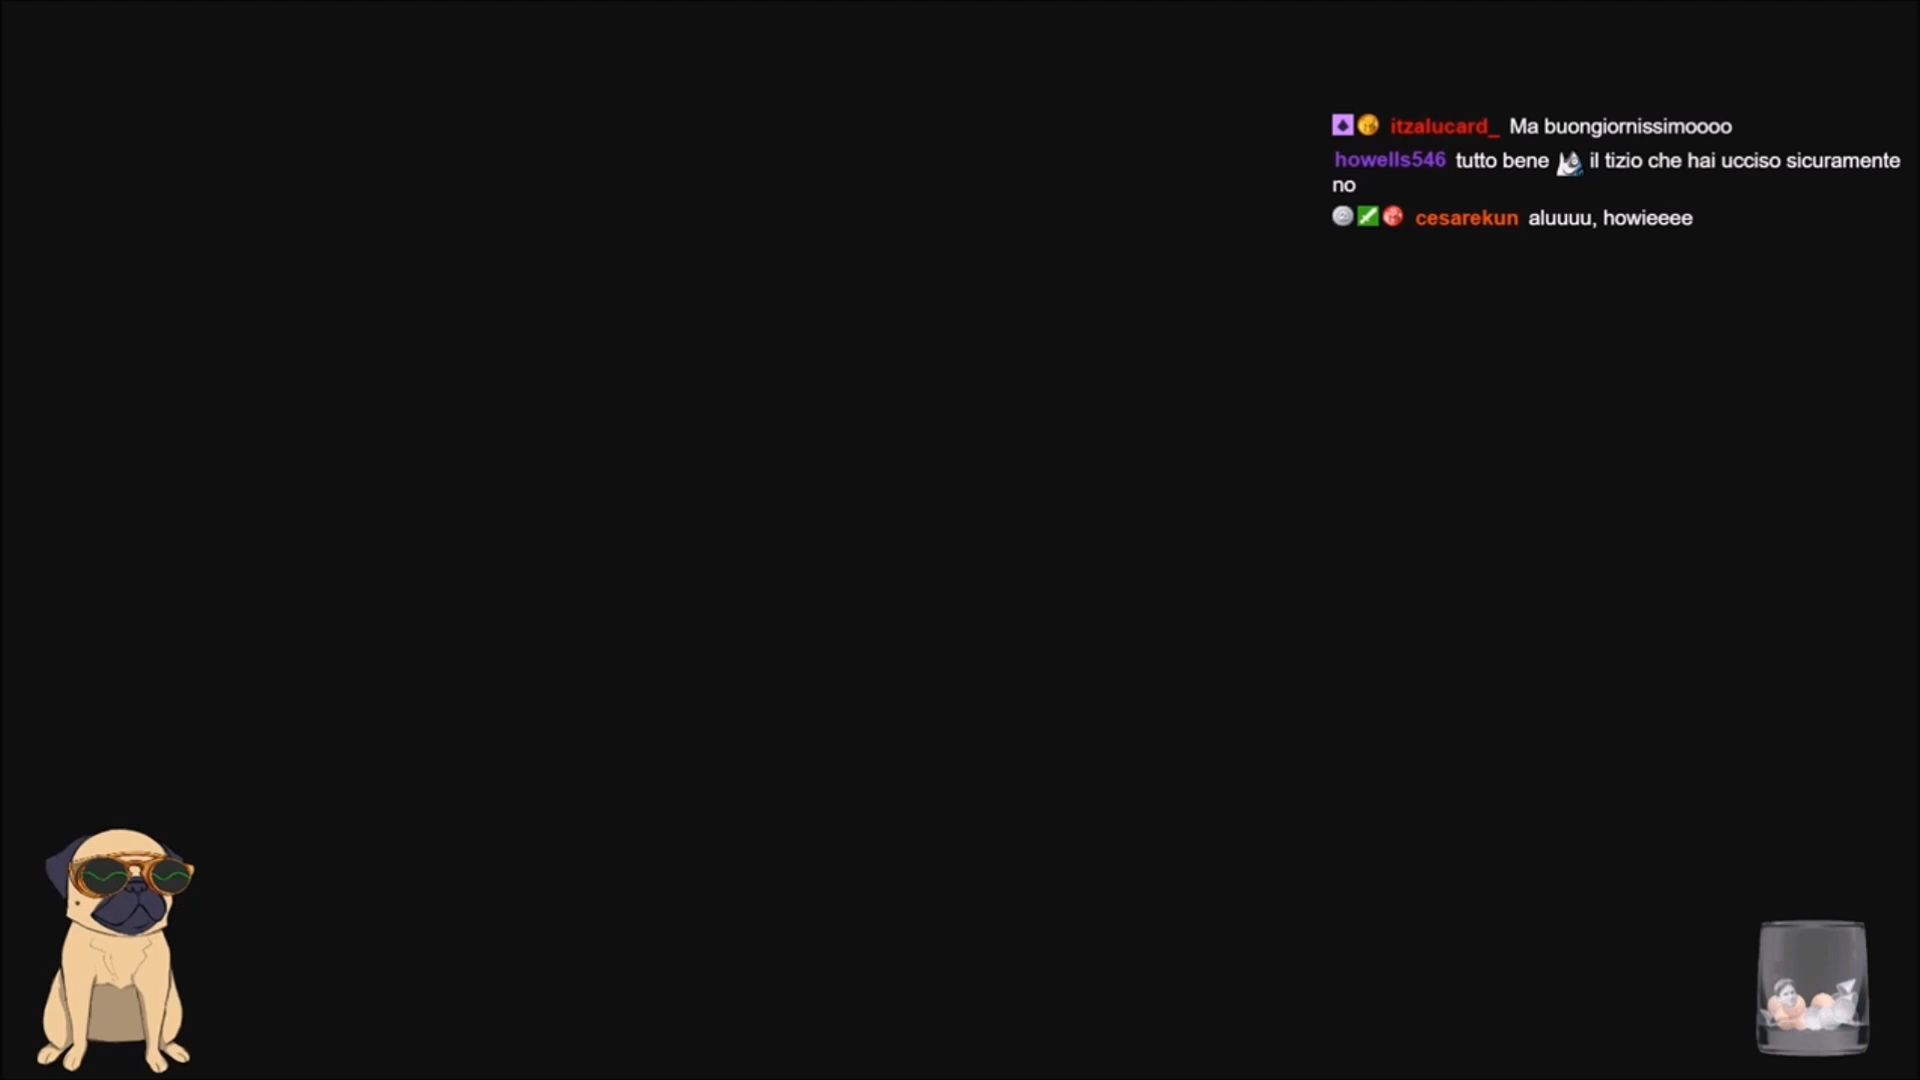 itzalucard_ Ma buongiornissimoooo
howells546 tutto bene il tizio che hai ucciso sicuramente
no
cesarekun aluuuu, howieeee